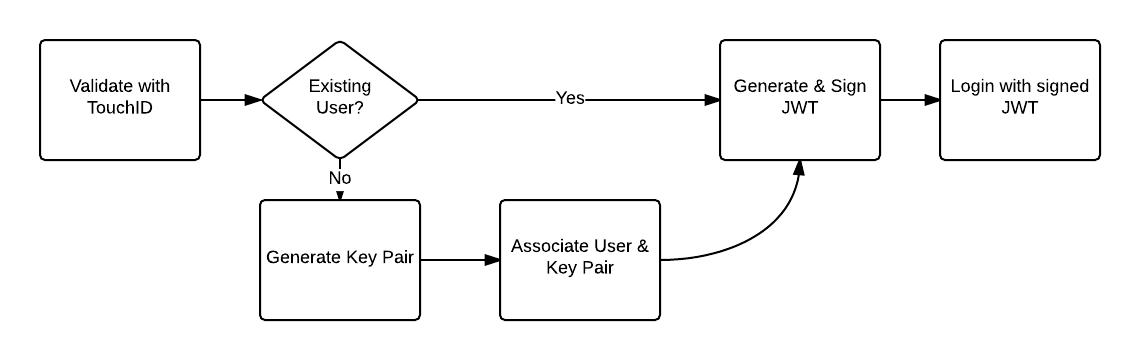 Validate with
TouchID
Existing
User?
Yes
Generate & Sign
JWT
Login with signed
JWT
No
Generate Key Pair
Associate User &
Key Pair